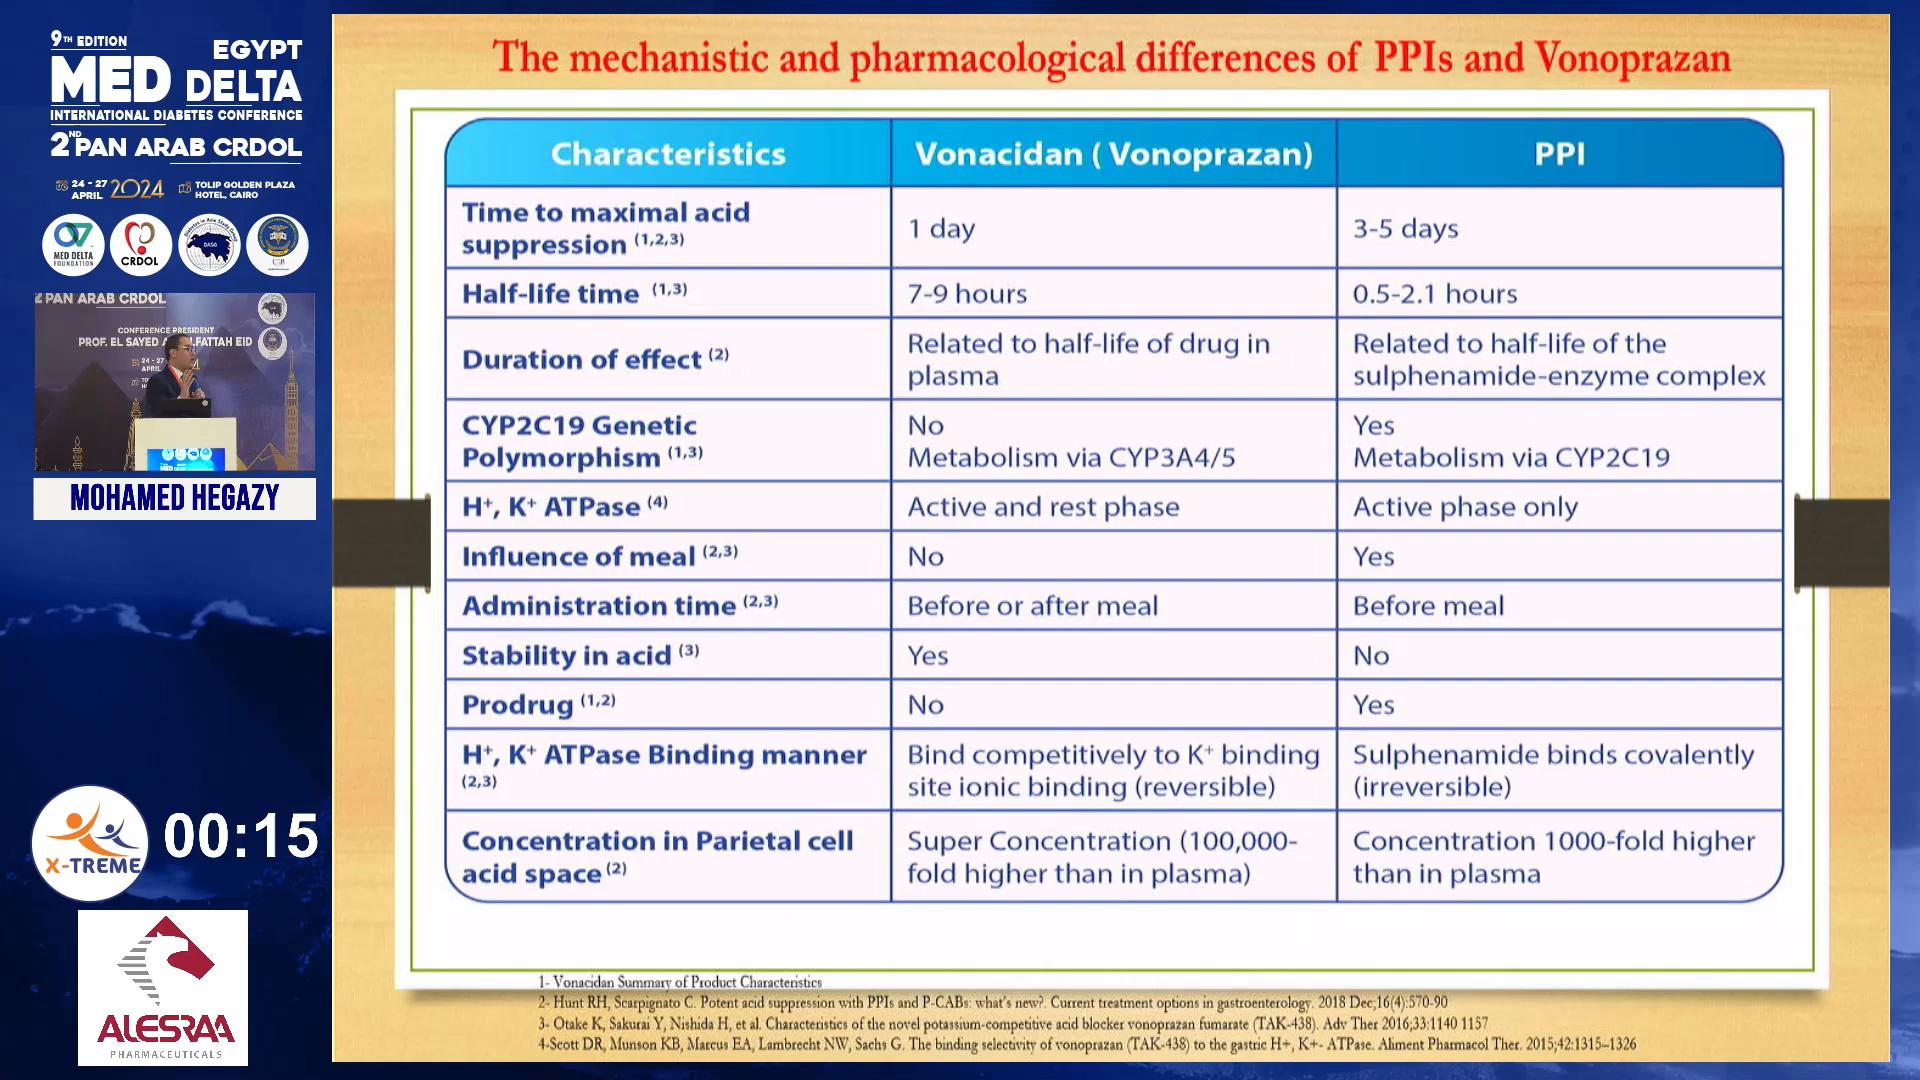 9TH EDITION
EGYPT
MED DELTA
INTERNATIONAL DIABETES CONFERENCE
2ND PAN ARAB CRDOL
24 - 27 APRIL 2024
TOLIP GOLDEN PLAZA HOTEL, CAIRO
MED DELTA FOUNDATION
CRDOL
DASG
2 PAN ARAB CRDOL
CONFERENCE PRESIDENT
PROF. EL SAYED A FATTAH EID
24 - 27
APRIL
MOHAMED HEGAZY
X-TREME
00:15
ALESRAA
PHARMACEUTICALS
The mechanistic and pharmacological differences of PPIs and Vonoprazan
Characteristics Vonacidan ( Vonoprazan) PPI
Time to maximal acid suppression (1,2,3) 1 day 3-5 days
Half-life time (1,3) 7-9 hours 0.5-2.1 hours
Duration of effect (2) Related to half-life of drug in plasma Related to half-life of the sulphenamide-enzyme complex
CYP2C19 Genetic Polymorphism (1,3) No Metabolism via CYP3A4/5 Yes Metabolism via CYP2C19
H+, K+ ATPase (4) Active and rest phase Active phase only
Influence of meal (2,3) No Yes
Administration time (2,3) Before or after meal Before meal
Stability in acid (3) Yes No
Prodrug (1,2) No Yes
H+, K+ ATPase Binding manner (2,3) Bind competitively to K+ binding site ionic binding (reversible) Sulphenamide binds covalently (irreversible)
Concentration in Parietal cell acid space (2) Super Concentration (100,000-fold higher than in plasma) Concentration 1000-fold higher than in plasma
1- Vonacidan Summary of Product Characteristics
2- Hunt RH, Scarpignato C. Potent acid suppression with PPIs and P-CABs: what's new?. Current treatment options in gastroenterology. 2018 Dec;16(4):570-90
3- Otake K, Sakurai Y, Nishida H, et al. Characteristics of the novel potassium-competitive acid blocker vonoprazan fumarate (TAK-438). Adv Ther 2016;33:1140 1157
4-Scott DR, Munson KB, Marcus EA, Lambrecht NW, Sachs G. The binding selectivity of vonoprazan (TAK-438) to the gastric H+, K+- ATPase. Aliment Pharmacol Ther. 2015;42:1315–1326